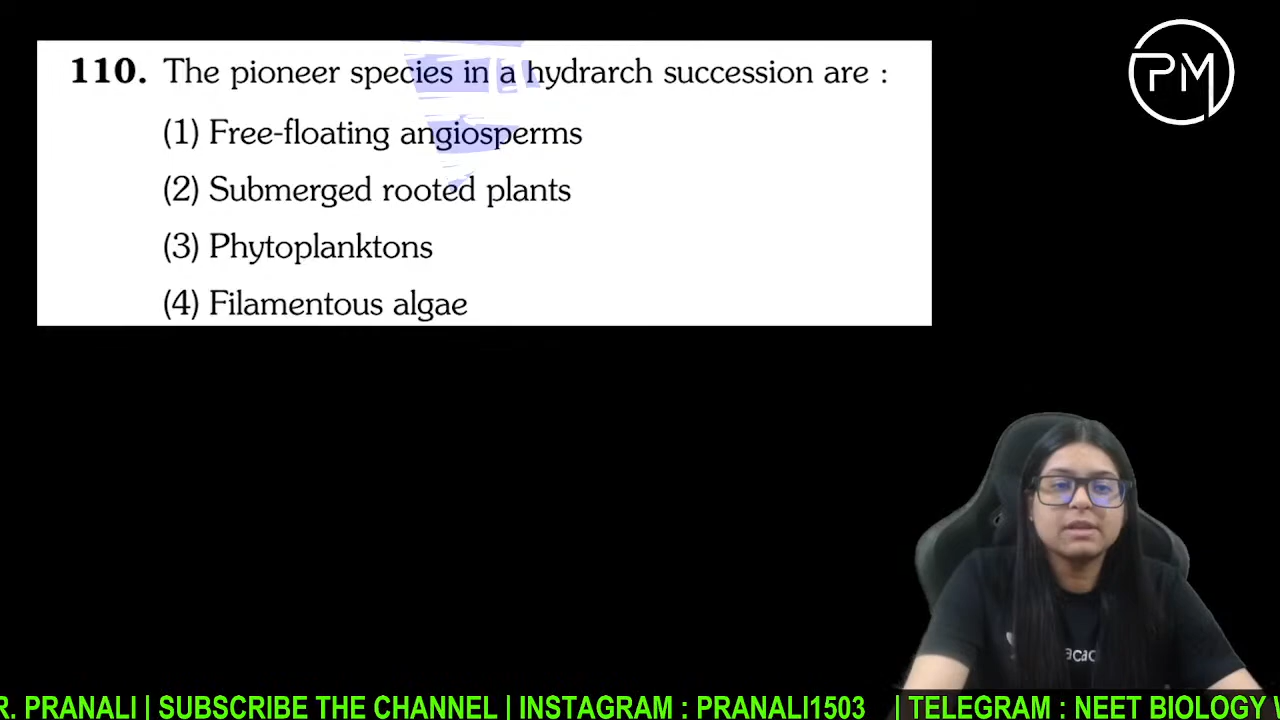 PM
110. The pioneer species in a hydrarch succession are :
(1) Free-floating angiosperms
(2) Submerged rooted plants
(3) Phytoplanktons
(4) Filamentous algae
acac
R. PRANALI | SUBSCRIBE THE CHANNEL | INSTAGRAM : PRANALI1503 | TELEGRAM : NEET BIOLOGY